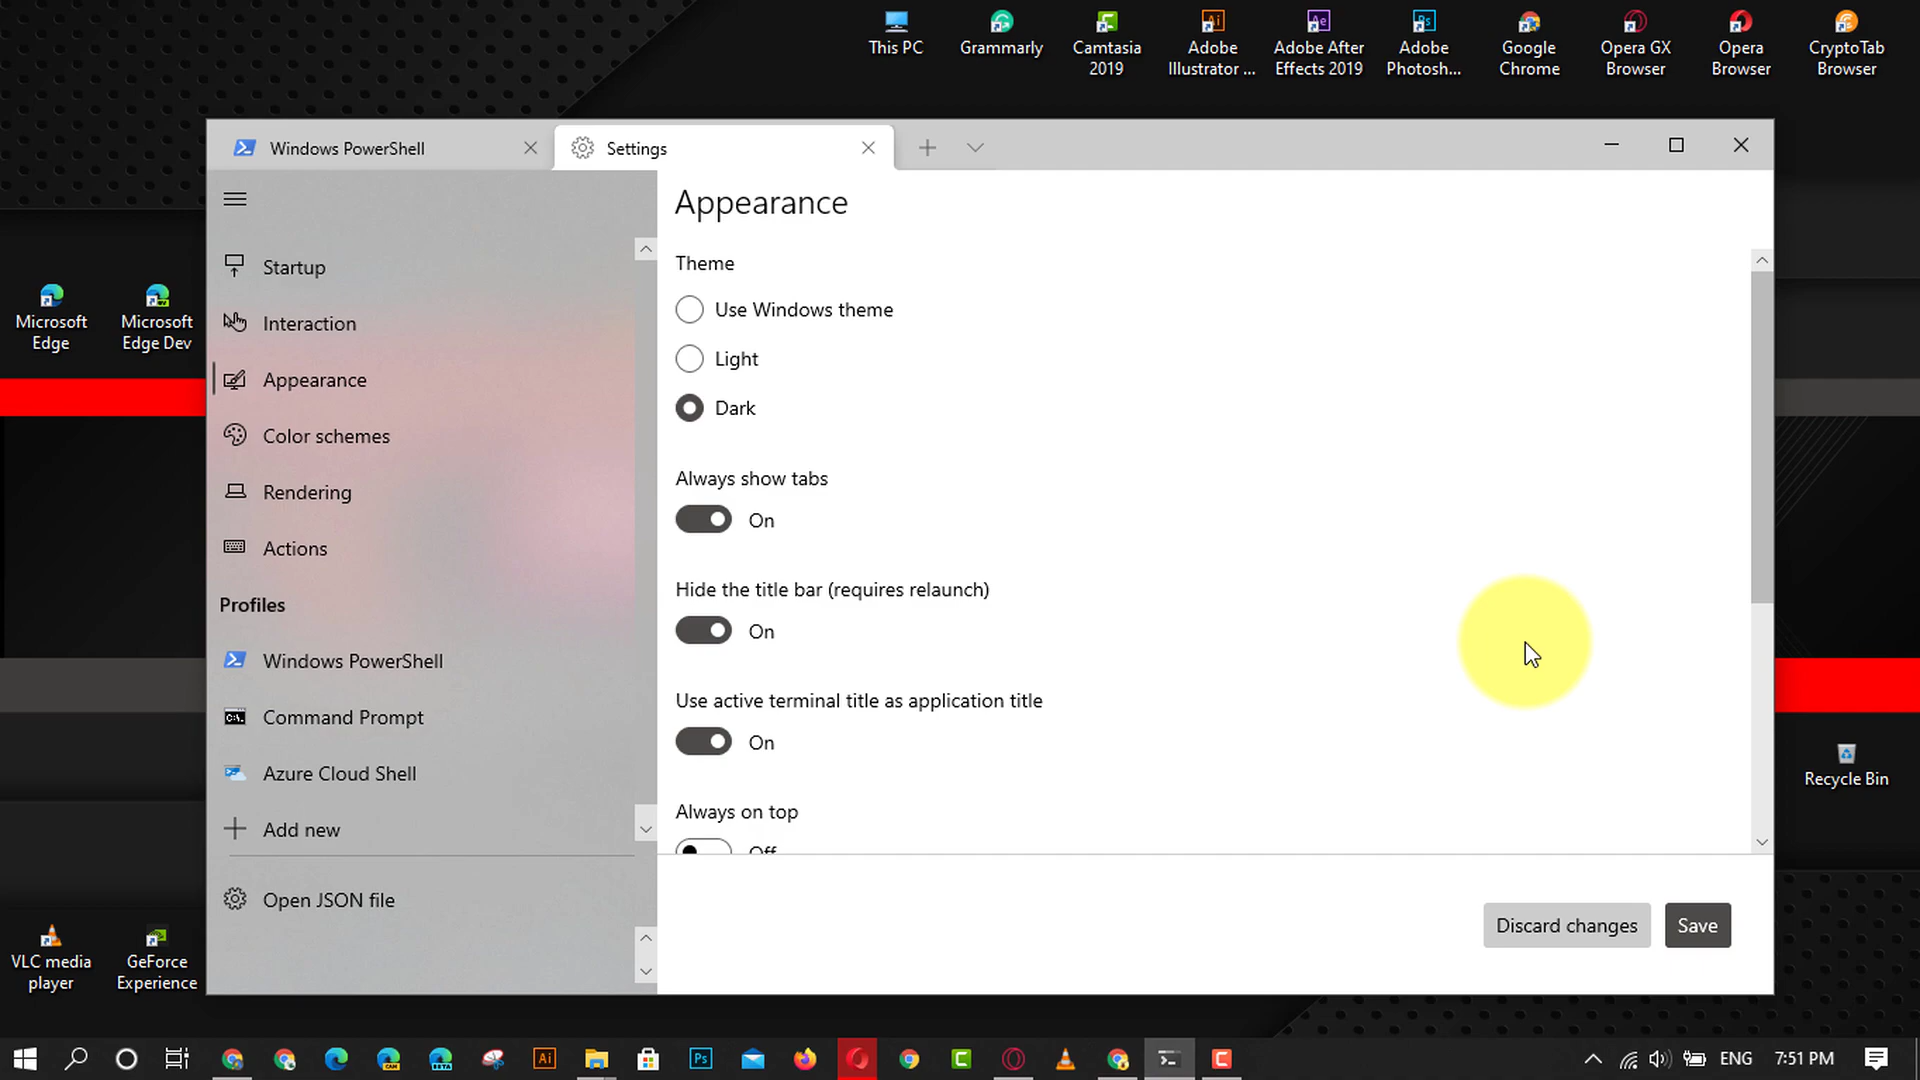 This PC
Grammarly
Camtasia
2019
Adobe
Illustrator ...
Adobe After
Effects 2019
Adobe
Photosh...
Google
Chrome
Opera GX
Browser
Opera
Browser
CryptoTab
Browser
Microsoft
Edge
Microsoft
Edge Dev
Windows PowerShell
Settings
Startup
Interaction
Appearance
Color schemes
Rendering
Actions
Profiles
Windows PowerShell
Command Prompt
Azure Cloud Shell
Add new
Open JSON file
Appearance
Theme
Use Windows theme
Light
Dark
Always show tabs
On
Hide the title bar (requires relaunch)
On
Use active terminal title as application title
On
Always on top
Off
Discard changes
Save
Recycle Bin
VLC media
player
GeForce
Experience
ENG
7:51 PM